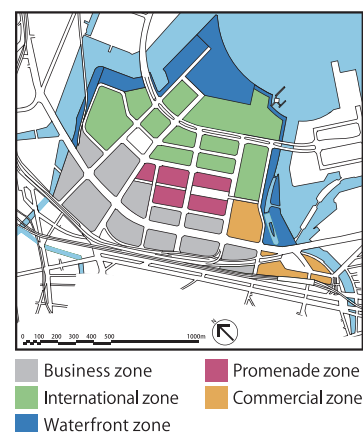 N
0 100 200 300 400 500 1000m
Business zone
Promenade zone
International zone
Commercial zone
Waterfront zone